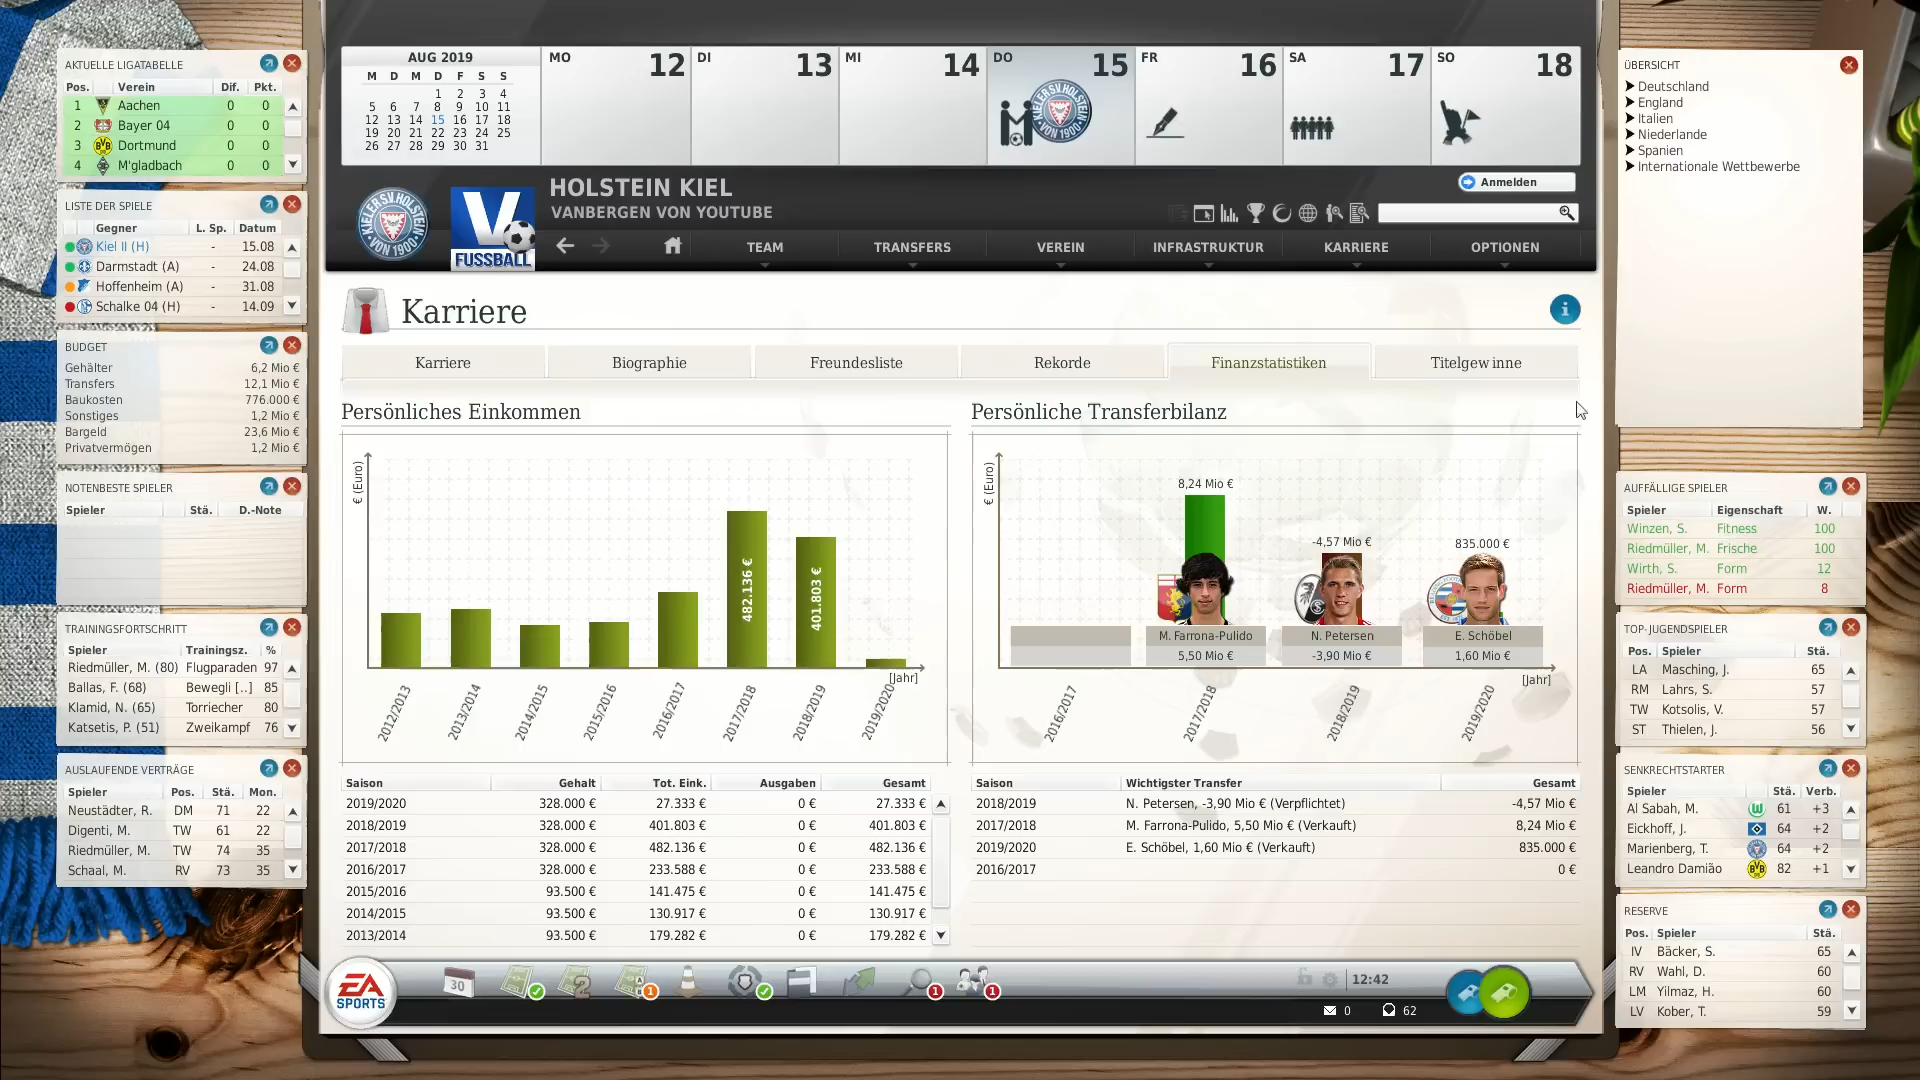 AKTUELLE LIGATABELLE
Pos. Verein Dif. Pkt.
1 Aachen 0 0
2 Bayer 04 0 0
3 Dortmund 0 0
4 M'gladbach 0 0
LISTE DER SPIELE
Gegner L. Sp. Datum
Kiel II (H) - 15.08
Darmstadt (A) - 24.08
Hoffenheim (A) - 31.08
Schalke 04 (H) - 14.09
BUDGET
Gehälter 6,2 Mio €
Transfers 12,1 Mio €
Baukosten 776.000 €
Sonstiges 1,2 Mio €
Bargeld 23,6 Mio €
Privatvermögen 1,2 Mio €
NOTENBESTE SPIELER
Spieler Stä. D.-Note
TRAININGSFORTSCHRITT
Spieler Trainingsz. %
Riedmüller, M. (80) Flugparaden 97
Ballas, F. (68) Bewegli [..] 85
Klamid, N. (65) Torriecher 80
Katsetis, P. (51) Zweikampf 76
AUSLAUFENDE VERTRÄGE
Spieler Pos. Stä. Mon.
Neustädter, R. DM 71 22
Digenti, M. TW 61 22
Riedmüller, M. TW 74 35
Schaal, M. RV 73 35
AUG 2019
M D M D F S S
1 2 3 4
5 6 7 8 9 10 11
12 13 14 15 16 17 18
19 20 21 22 23 24 25
26 27 28 29 30 31
MO 12 DI 13 MI 14 DO 15 FR 16 SA 17 SO 18
HOLSTEIN KIEL
VANBERGEN VON YOUTUBE
V
FUSSBALL
Anmelden
TEAM TRANSFERS VEREIN INFRASTRUKTUR KARRIERE OPTIONEN
Karriere
Karriere Biographie Freundesliste Rekorde Finanzstatistiken Titelgewinne
Persönliches Einkommen
€ (Euro)
482.136 €
401.803 €
[Jahr]
2012/2013 2013/2014 2014/2015 2015/2016 2016/2017 2017/2018 2018/2019 2019/2020
Saison Gehalt Tot. Eink. Ausgaben Gesamt
2019/2020 328.000 € 27.333 € 0 € 27.333 €
2018/2019 328.000 € 401.803 € 0 € 401.803 €
2017/2018 328.000 € 482.136 € 0 € 482.136 €
2016/2017 328.000 € 233.588 € 0 € 233.588 €
2015/2016 93.500 € 141.475 € 0 € 141.475 €
2014/2015 93.500 € 130.917 € 0 € 130.917 €
2013/2014 93.500 € 179.282 € 0 € 179.282 €
Persönliche Transferbilanz
€ (Euro)
8,24 Mio € -4,57 Mio € 835.000 €
M. Farrona-Pulido N. Petersen E. Schöbel
5,50 Mio € -3,90 Mio € 1,60 Mio €
[Jahr]
2016/2017 2017/2018 2018/2019 2019/2020
Saison Wichtigster Transfer Gesamt
2018/2019 N. Petersen, -3,90 Mio € (Verpflichtet) -4,57 Mio €
2017/2018 M. Farrona-Pulido, 5,50 Mio € (Verkauft) 8,24 Mio €
2019/2020 E. Schöbel, 1,60 Mio € (Verkauft) 835.000 €
2016/2017 0 €
EA
SPORTS
30 2 1 1 1
12:42
0 62
ÜBERSICHT
Deutschland
England
Italien
Niederlande
Spanien
Internationale Wettbewerbe
AUFFÄLLIGE SPIELER
Spieler Eigenschaft W.
Winzen, S. Fitness 100
Riedmüller, M. Frische 100
Wirth, S. Form 12
Riedmüller, M. Form 8
TOP-JUGENDSPIELER
Pos. Spieler Stä.
LA Masching, J. 65
RM Lahrs, S. 57
TW Kotsolis, V. 57
ST Thielen, J. 56
SENKRECHTSTARTER
Spieler Stä. Verb.
Al Sabah, M. 61 +3
Eickhoff, J. 64 +2
Marienberg, T. 64 +2
Leandro Damião 82 +1
RESERVE
Pos. Spieler Stä.
IV Bäcker, S. 65
RV Wahl, D. 60
LM Yilmaz, H. 60
LV Kober, T. 59